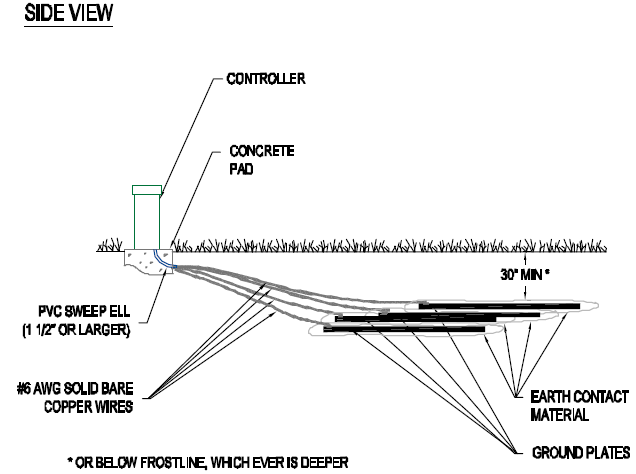 SIDE VIEW
CONTROLLER
CONCRETE
PAD
30" MIN *
PVC SWEEP ELL
(1 1/2" OR LARGER)
#6 AWG SOLID BARE
COPPER WIRES
EARTH CONTACT
MATERIAL
GROUND PLATES
* OR BELOW FROSTLINE, WHICH EVER IS DEEPER